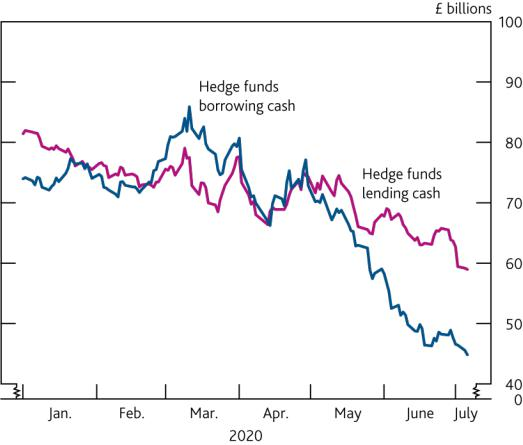 £ billions
100
90
Hedge funds
borrowing cash
80
Hedge funds
lending cash
70
60
50
40
0
Jan. Feb. Mar. Apr. May June July
2020